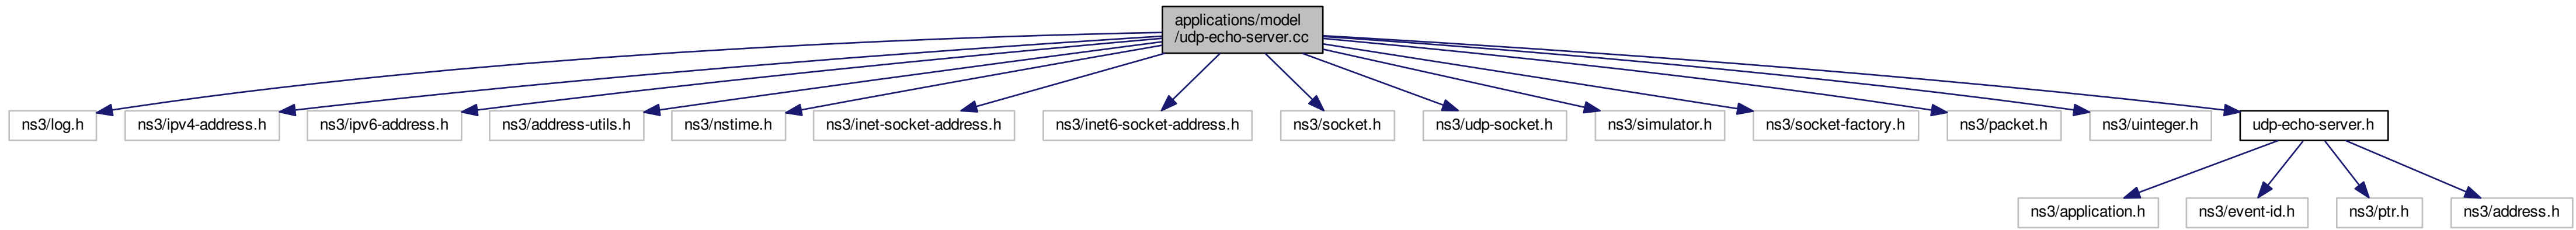 applications/model
/udp-echo-server.cc
ns3/log.h
ns3/ipv4-address.h
ns3/ipv6-address.h
ns3/address-utils.h
ns3/nstime.h
ns3/inet-socket-address.h
ns3/inet6-socket-address.h
ns3/socket.h
ns3/udp-socket.h
ns3/simulator.h
ns3/socket-factory.h
ns3/packet.h
ns3/uinteger.h
udp-echo-server.h
ns3/application.h
ns3/event-id.h
ns3/ptr.h
ns3/address.h